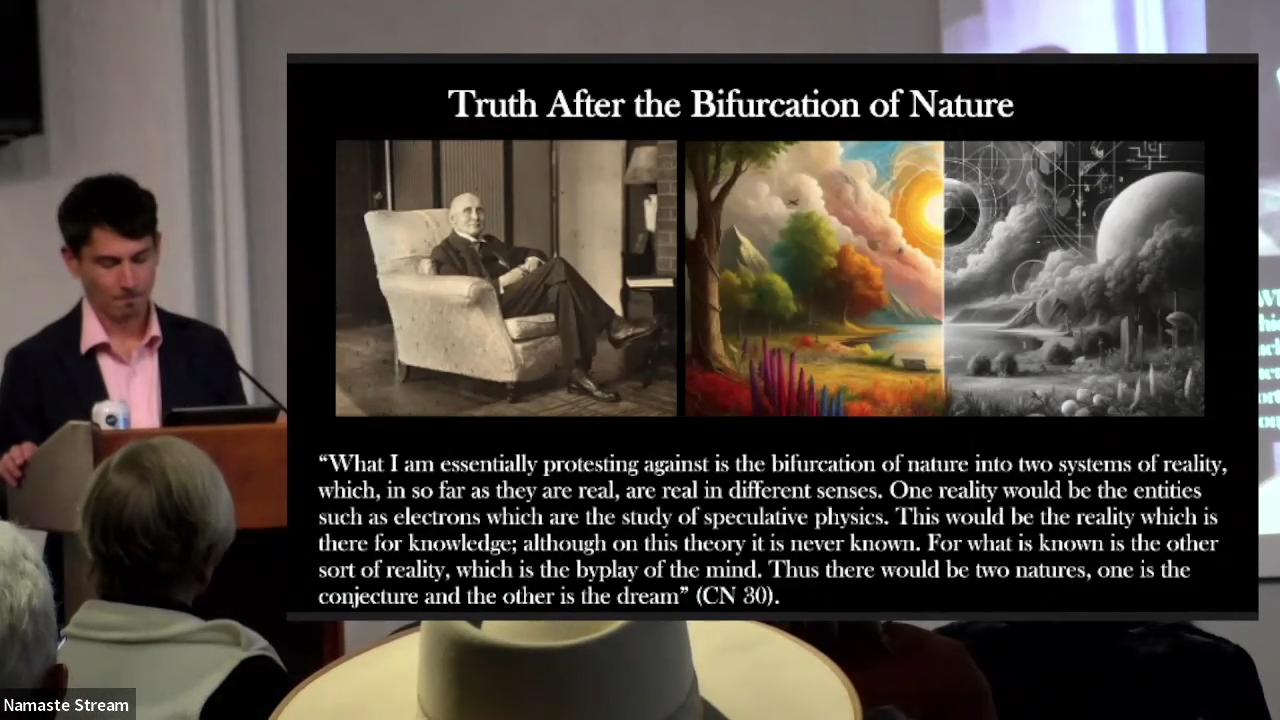 Truth After the Bifurcation of Nature
“What I am essentially protesting against is the bifurcation of nature into two systems of reality,
which, in so far as they are real, are real in different senses. One reality would be the entities
such as electrons which are the study of speculative physics. This would be the reality which is
there for knowledge; although on this theory it is never known. For what is known is the other
sort of reality, which is the byplay of the mind. Thus there would be two natures, one is the
conjecture and the other is the dream” (CN 30).
Namaste Stream